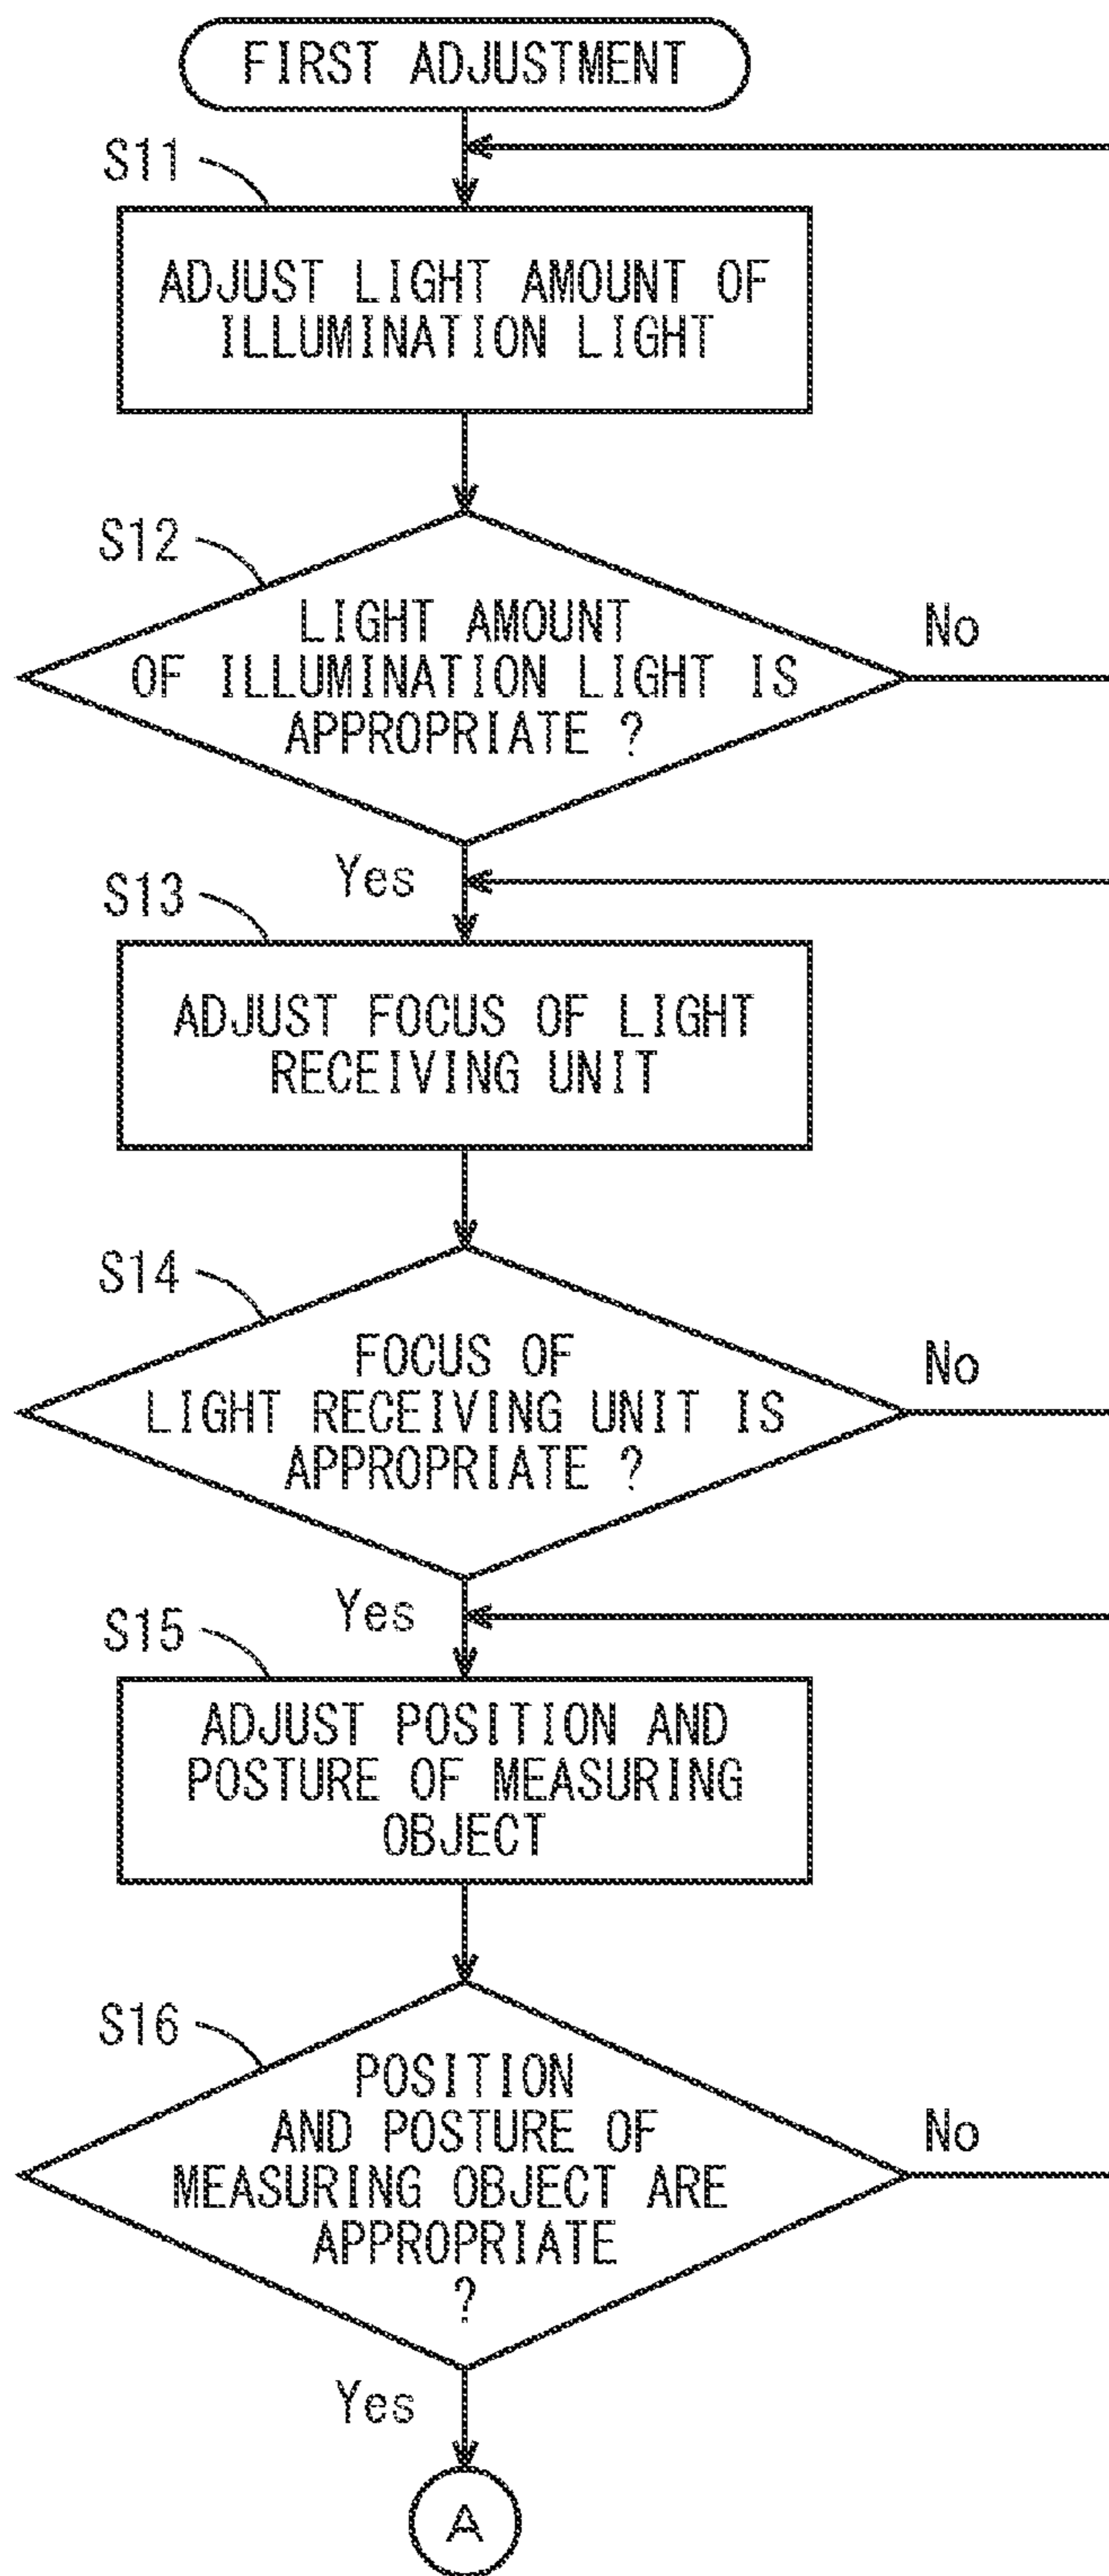 FIRST ADJUSTMENT
S11
ADJUST LIGHT AMOUNT OF
ILLUMINATION LIGHT
S12
LIGHT AMOUNT
OF ILLUMINATION LIGHT IS
APPROPRIATE ?
No
Yes
S13
ADJUST FOCUS OF LIGHT
RECEIVING UNIT
S14
FOCUS OF
LIGHT RECEIVING UNIT IS
APPROPRIATE ?
No
Yes
S15
ADJUST POSITION AND
POSTURE OF MEASURING
OBJECT
S16
POSITION
AND POSTURE OF
MEASURING OBJECT ARE
APPROPRIATE
?
No
Yes
A